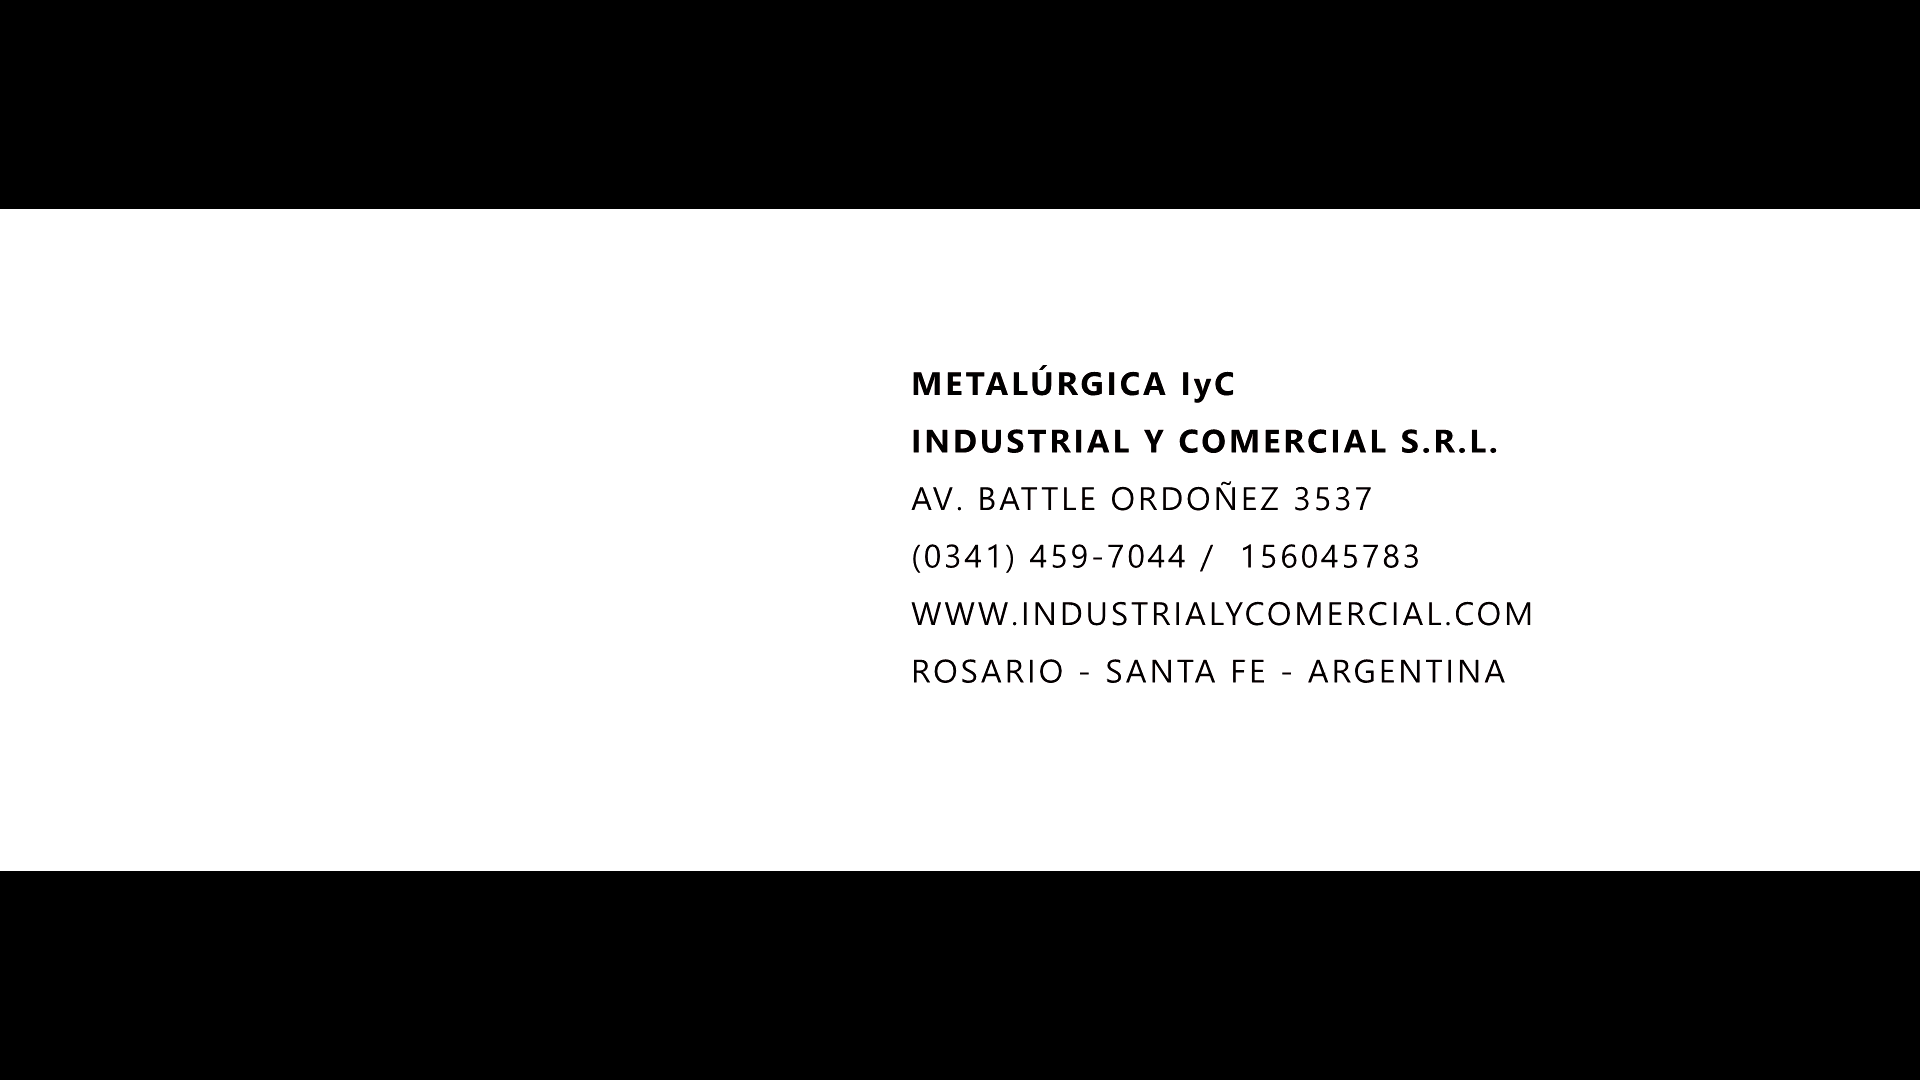 METALÚRGICA IyC
INDUSTRIAL Y COMERCIAL S.R.L.
AV. BATTLE ORDOÑEZ 3537
(0341) 459-7044 /  156045783
WWW.INDUSTRIALYCOMERCIAL.COM
ROSARIO - SANTA FE - ARGENTINA